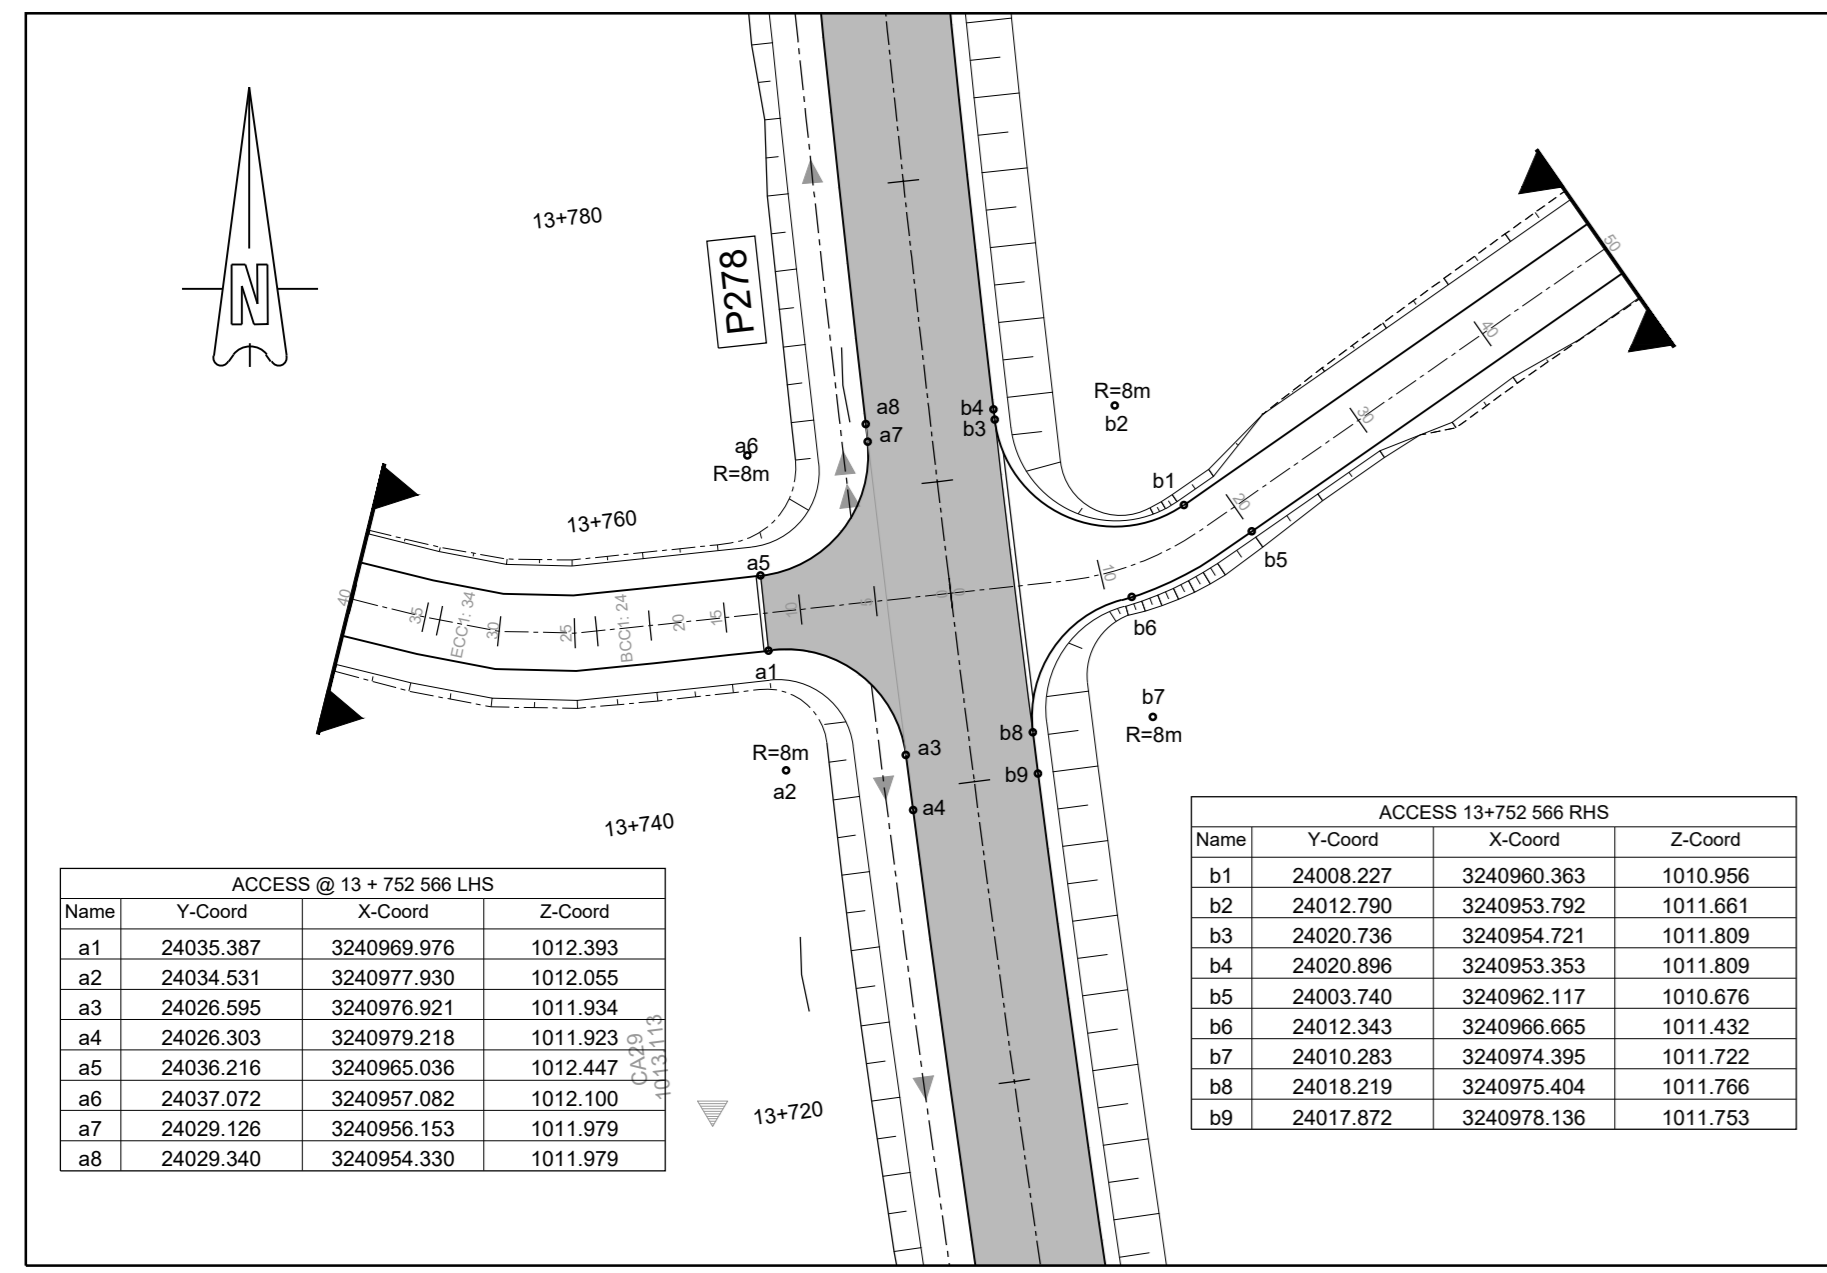 N
13+780
P278
a8
a7
a6
R=8m
b4
b3
R=8m
b2
b1
50
40
30
20
10
b5
b6
13+760
a5
40
35
ECC1: 34
30
25
BCC1: 24
20
15
10
5
0
0
a1
R=8m
a2
a3
a4
b7
R=8m
b8
b9
13+740
ACCESS @ 13 + 752 566 LHS
Name Y-Coord X-Coord Z-Coord
a1 24035.387 3240969.976 1012.393
a2 24034.531 3240977.930 1012.055
a3 24026.595 3240976.921 1011.934
a4 24026.303 3240979.218 1011.923
a5 24036.216 3240965.036 1012.447
a6 24037.072 3240957.082 1012.100
a7 24029.126 3240956.153 1011.979
a8 24029.340 3240954.330 1011.979
CA29
1013.113
13+720
ACCESS 13+752 566 RHS
Name Y-Coord X-Coord Z-Coord
b1 24008.227 3240960.363 1010.956
b2 24012.790 3240953.792 1011.661
b3 24020.736 3240954.721 1011.809
b4 24020.896 3240953.353 1011.809
b5 24003.740 3240962.117 1010.676
b6 24012.343 3240966.665 1011.432
b7 24010.283 3240974.395 1011.722
b8 24018.219 3240975.404 1011.766
b9 24017.872 3240978.136 1011.753